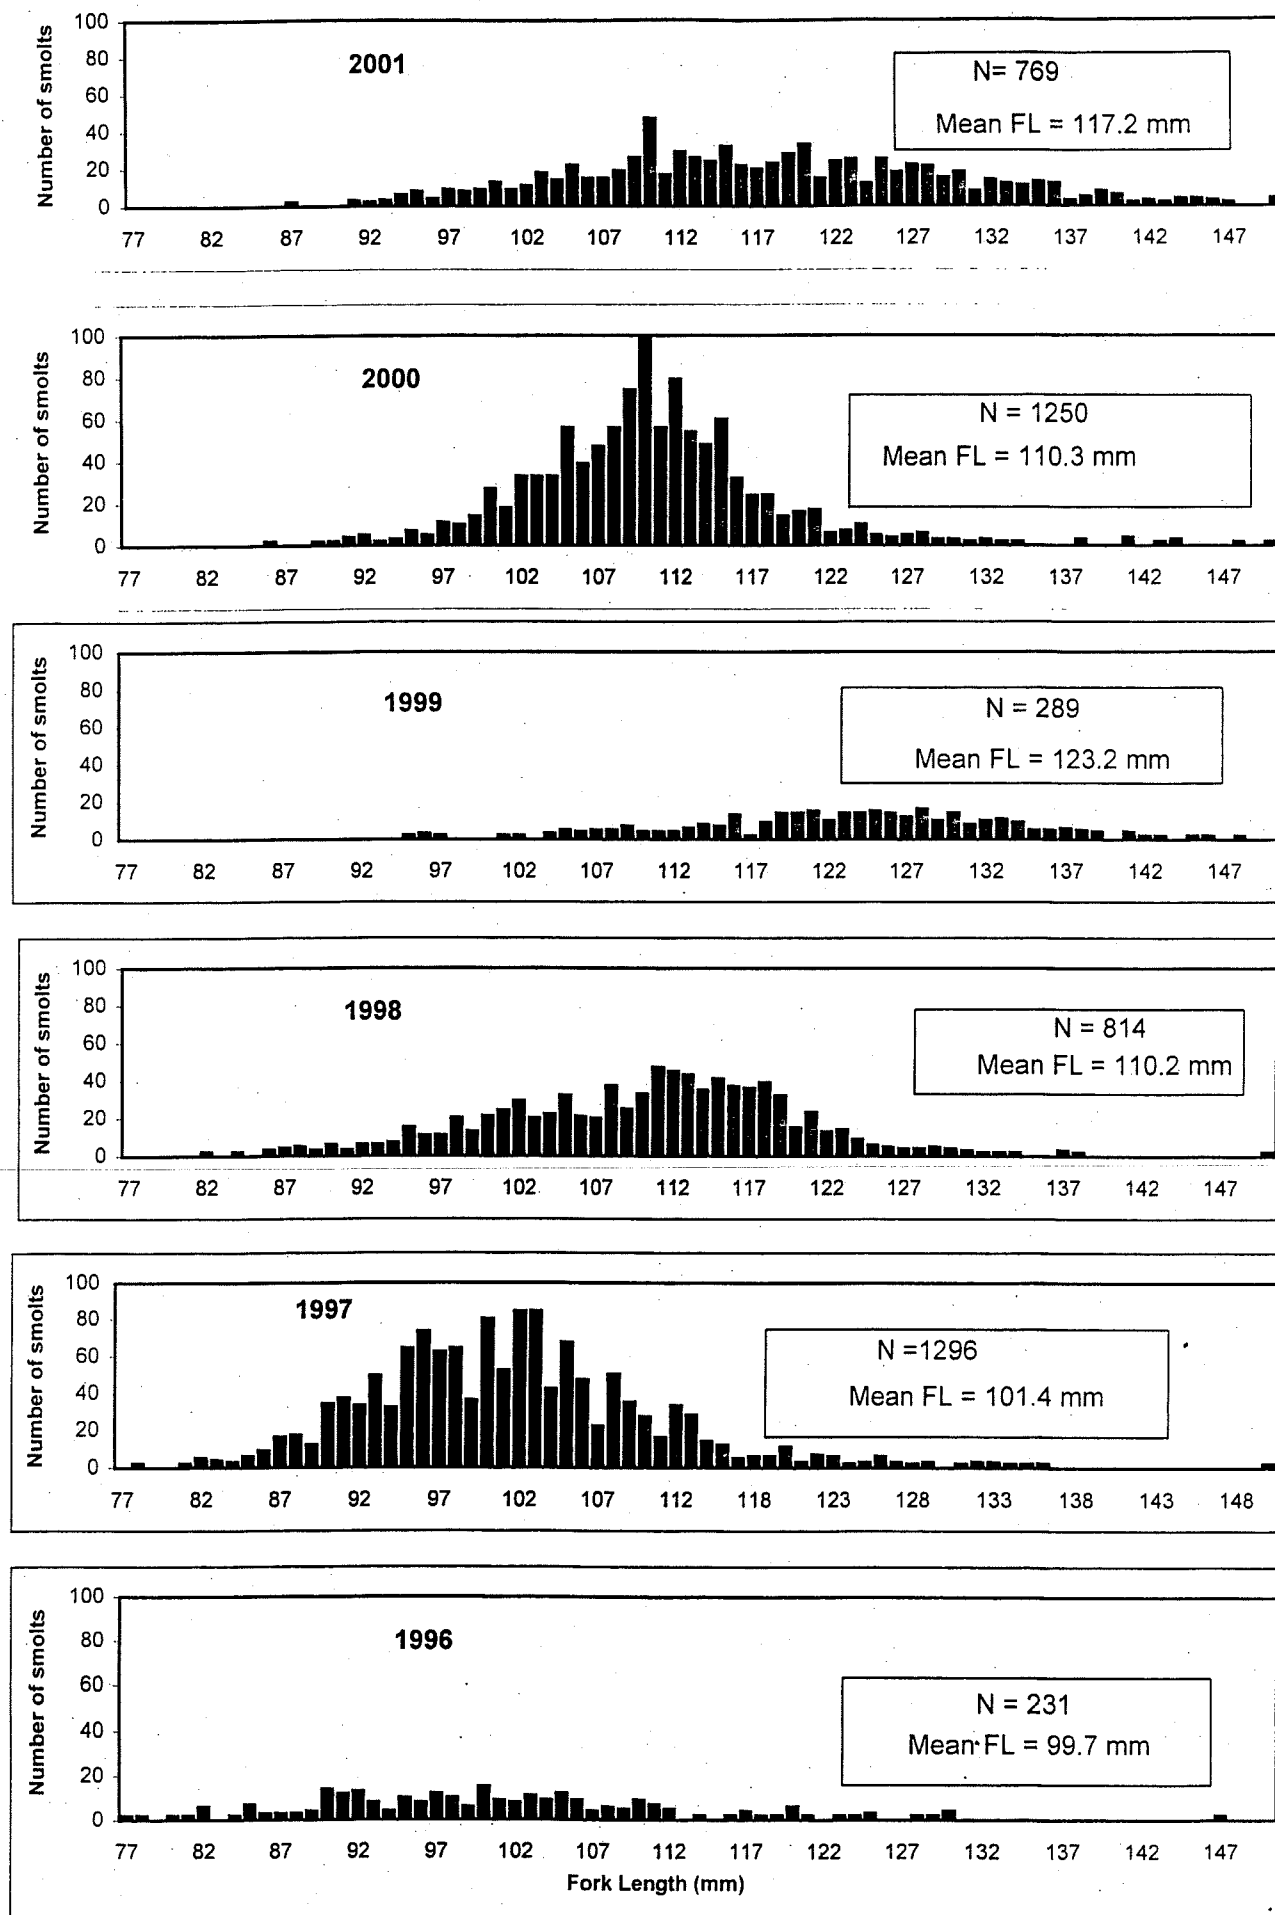 Number of smolts
100
80
60
40
20
0
2001
N= 769
Mean FL = 117.2 mm
77 82 87 92 97 102 107 112 117 122 127 132 137 142 147
Number of smolts
100
80
60
40
20
0
2000
N = 1250
Mean FL = 110.3 mm
77 82 87 92 97 102 107 112 117 122 127 132 137 142 147
Number of smolts
100
80
60
40
20
0
1999
N = 289
Mean FL = 123.2 mm
77 82 87 92 97 102 107 112 117 122 127 132 137 142 147
Number of smolts
100
80
60
40
20
0
1998
N = 814
Mean FL = 110.2 mm
77 82 87 92 97 102 107 112 117 122 127 132 137 142 147
Number of smolts
100
80
60
40
20
0
1997
N =1296
Mean FL = 101.4 mm
77 82 87 92 97 102 107 112 118 123 128 133 138 143 148
Number of smolts
100
80
60
40
20
0
1996
N = 231
Mean FL = 99.7 mm
77 82 87 92 97 102 107 112 117 122 127 132 137 142 147
Fork Length (mm)